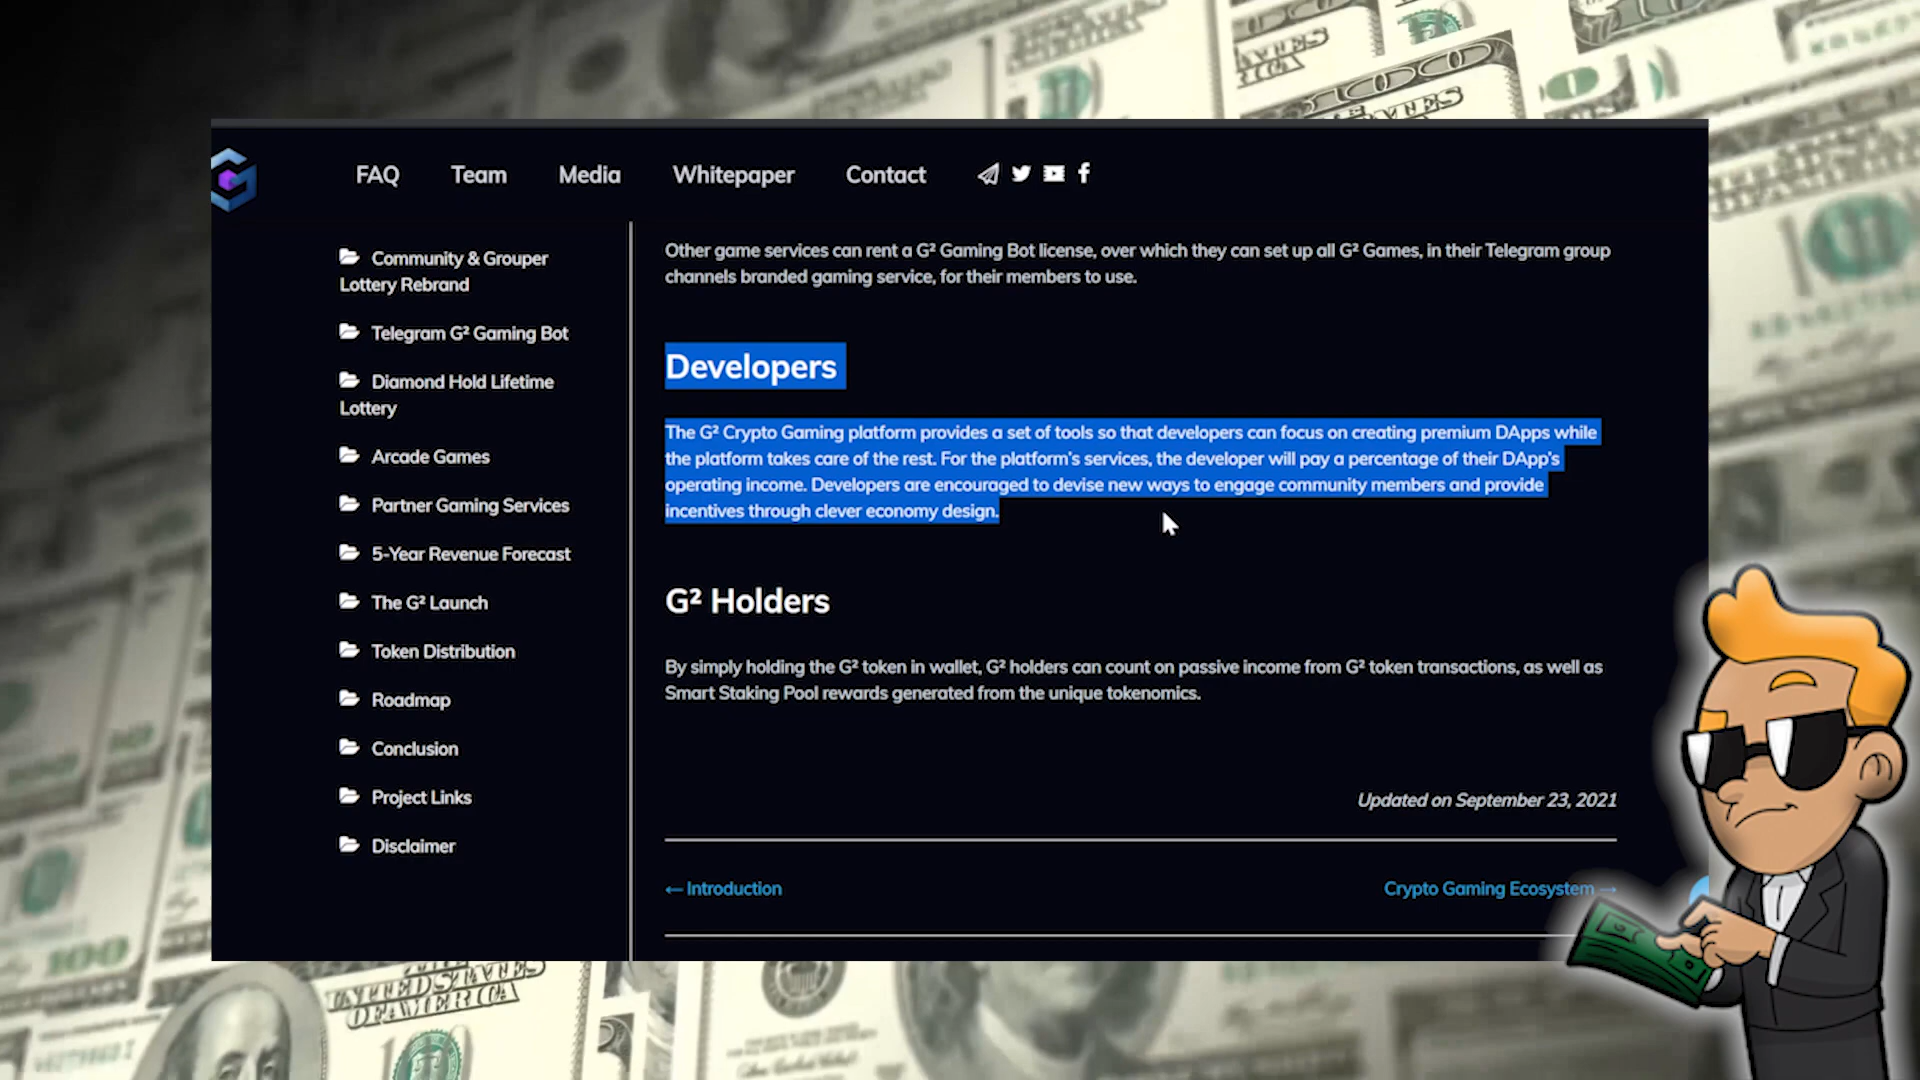 FAQ Team Media Whitepaper Contact
Community & Grouper
Lottery Rebrand
Telegram G² Gaming Bot
Diamond Hold Lifetime
Lottery
Arcade Games
Partner Gaming Services
5-Year Revenue Forecast
The G² Launch
Token Distribution
Roadmap
Conclusion
Project Links
Disclaimer
Other game services can rent a G² Gaming Bot license, over which they can set up all G² Games, in their Telegram group
channels branded gaming service, for their members to use.
Developers
The G² Crypto Gaming platform provides a set of tools so that developers can focus on creating premium DApps while
the platform takes care of the rest. For the platform's services, the developer will pay a percentage of their DApp's
operating income. Developers are encouraged to devise new ways to engage community members and provide
incentives through clever economy design.
G² Holders
By simply holding the G² token in wallet, G² holders can count on passive income from G² token transactions, as well as
Smart Staking Pool rewards generated from the unique tokenomics.
Updated on September 23, 2021
← Introduction
Crypto Gaming Ecosystem →
UNITED STATES
OF AMERICA
100